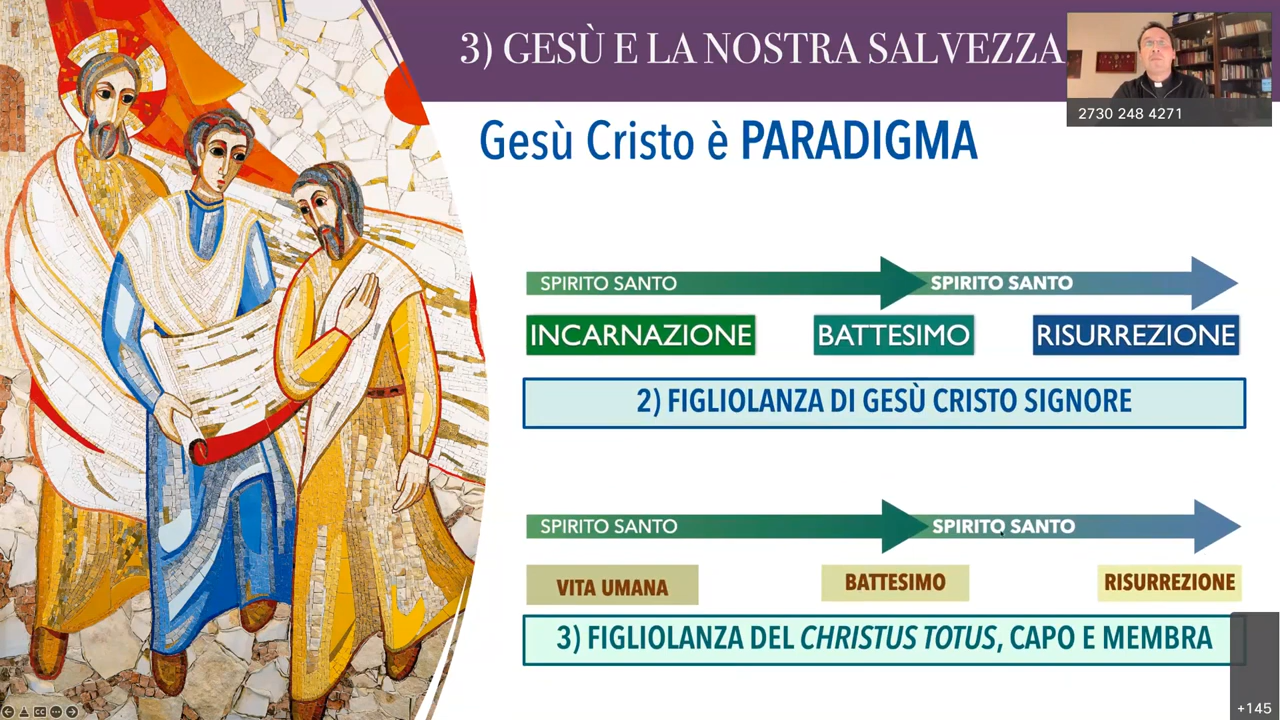 3) GESÙ E LA NOSTRA SALVEZZA
2730 248 4271
Gesù Cristo è PARADIGMA
SPIRITO SANTO
SPIRITO SANTO
INCARNAZIONE
BATTESIMO
RISURREZIONE
2) FIGLIOLANZA DI GESÙ CRISTO SIGNORE
SPIRITO SANTO
SPIRITO SANTO
VITA UMANA
BATTESIMO
RISURREZIONE
3) FIGLIOLANZA DEL CHRISTUS TOTUS, CAPO E MEMBRA
CC
+145